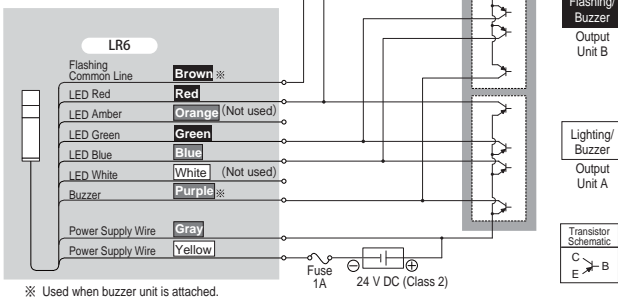 Flashing/
Buzzer
Output
Unit B
LR6
Flashing
Common Line
Brown ※
LED Red
Red
LED Amber
Orange (Not used)
LED Green
Green
LED Blue
Blue
LED White
White (Not used)
Buzzer
Purple ※
Power Supply Wire
Gray
Power Supply Wire
Yellow
Fuse
1A
24 V DC (Class 2)
Lighting/
Buzzer
Output
Unit A
Transistor
Schematic
C
B
E
※ Used when buzzer unit is attached.